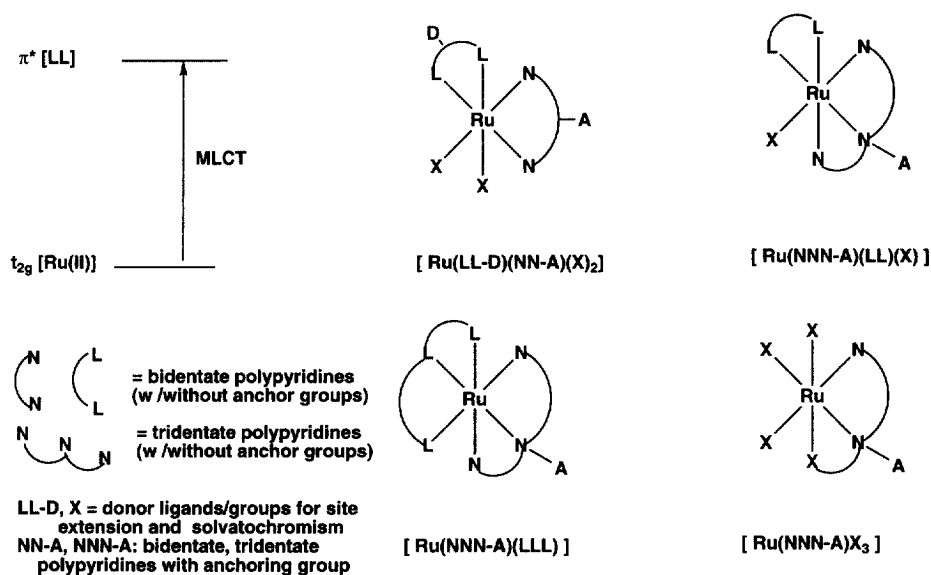 π* [LL]
MLCT
t2g [Ru(II)]
D
L
L
N
Ru
A
X
X
N
[ Ru(LL-D)(NN-A)(X)2]
L
L
N
Ru
X
N
N
A
[ Ru(NNN-A)(LL)(X) ]
N
N
L
L
= bidentate polypyridines
(w /without anchor groups)
N
N
N
= tridentate polypyridines
(w /without anchor groups)
LL-D, X = donor ligands/groups for site
extension and solvatochromism
NN-A, NNN-A: bidentate, tridentate
polypyridines with anchoring group
L
L
N
Ru
L
N
N
A
[ Ru(NNN-A)(LLL) ]
X
X
N
Ru
X
X
N
A
[ Ru(NNN-A)X3 ]